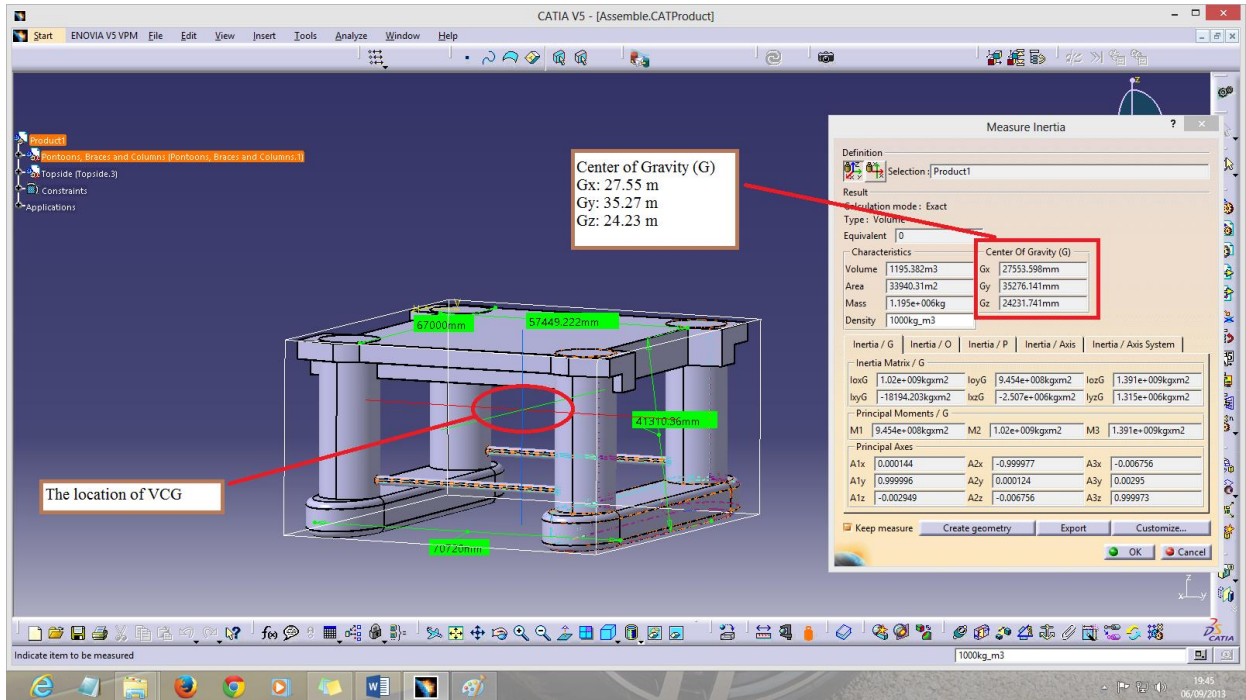 CATIA V5 - [Assemble.CATProduct]
Start ENOVIA V5 VPM File Edit View Insert Tools Analyze Window Help
Product1
Pontoons, Braces and Columns (Pontoons, Braces and Columns.1)
Topside (Topside.3)
Constraints
Applications
Center of Gravity (G)
Gx: 27.55 m
Gy: 35.27 m
Gz: 24.23 m
67000mm
57449.222mm
41310.36mm
70720mm
The location of VCG
z
Measure Inertia
Definition
Selection : Product1
Result
Calculation mode : Exact
Type : Volume
Equivalent 0
Characteristics Center Of Gravity (G)
Volume 1195.382m3 Gx 27553.598mm
Area 33940.31m2 Gy 35276.141mm
Mass 1.195e+006kg Gz 24231.741mm
Density 1000kg_m3
Inertia / G Inertia / O Inertia / P Inertia / Axis Inertia / Axis System
Inertia Matrix / G
IoxG 1.02e+009kgxm2 IoyG 9.454e+008kgxm2 IozG 1.391e+009kgxm2
IxyG -18194.203kgxm2 IxzG -2.507e+006kgxm2 IyzG 1.315e+006kgxm2
Principal Moments / G
M1 9.454e+008kgxm2 M2 1.02e+009kgxm2 M3 1.391e+009kgxm2
Principal Axes
A1x 0.000144 A2x -0.999977 A3x -0.006756
A1y 0.999996 A2y 0.000124 A3y 0.00295
A1z -0.002949 A2z -0.006756 A3z 0.999973
Keep measure Create geometry Export Customize...
OK Cancel
z
x y
f(x)
CATIA
Indicate item to be measured
1000kg_m3
19:45
06/09/2013